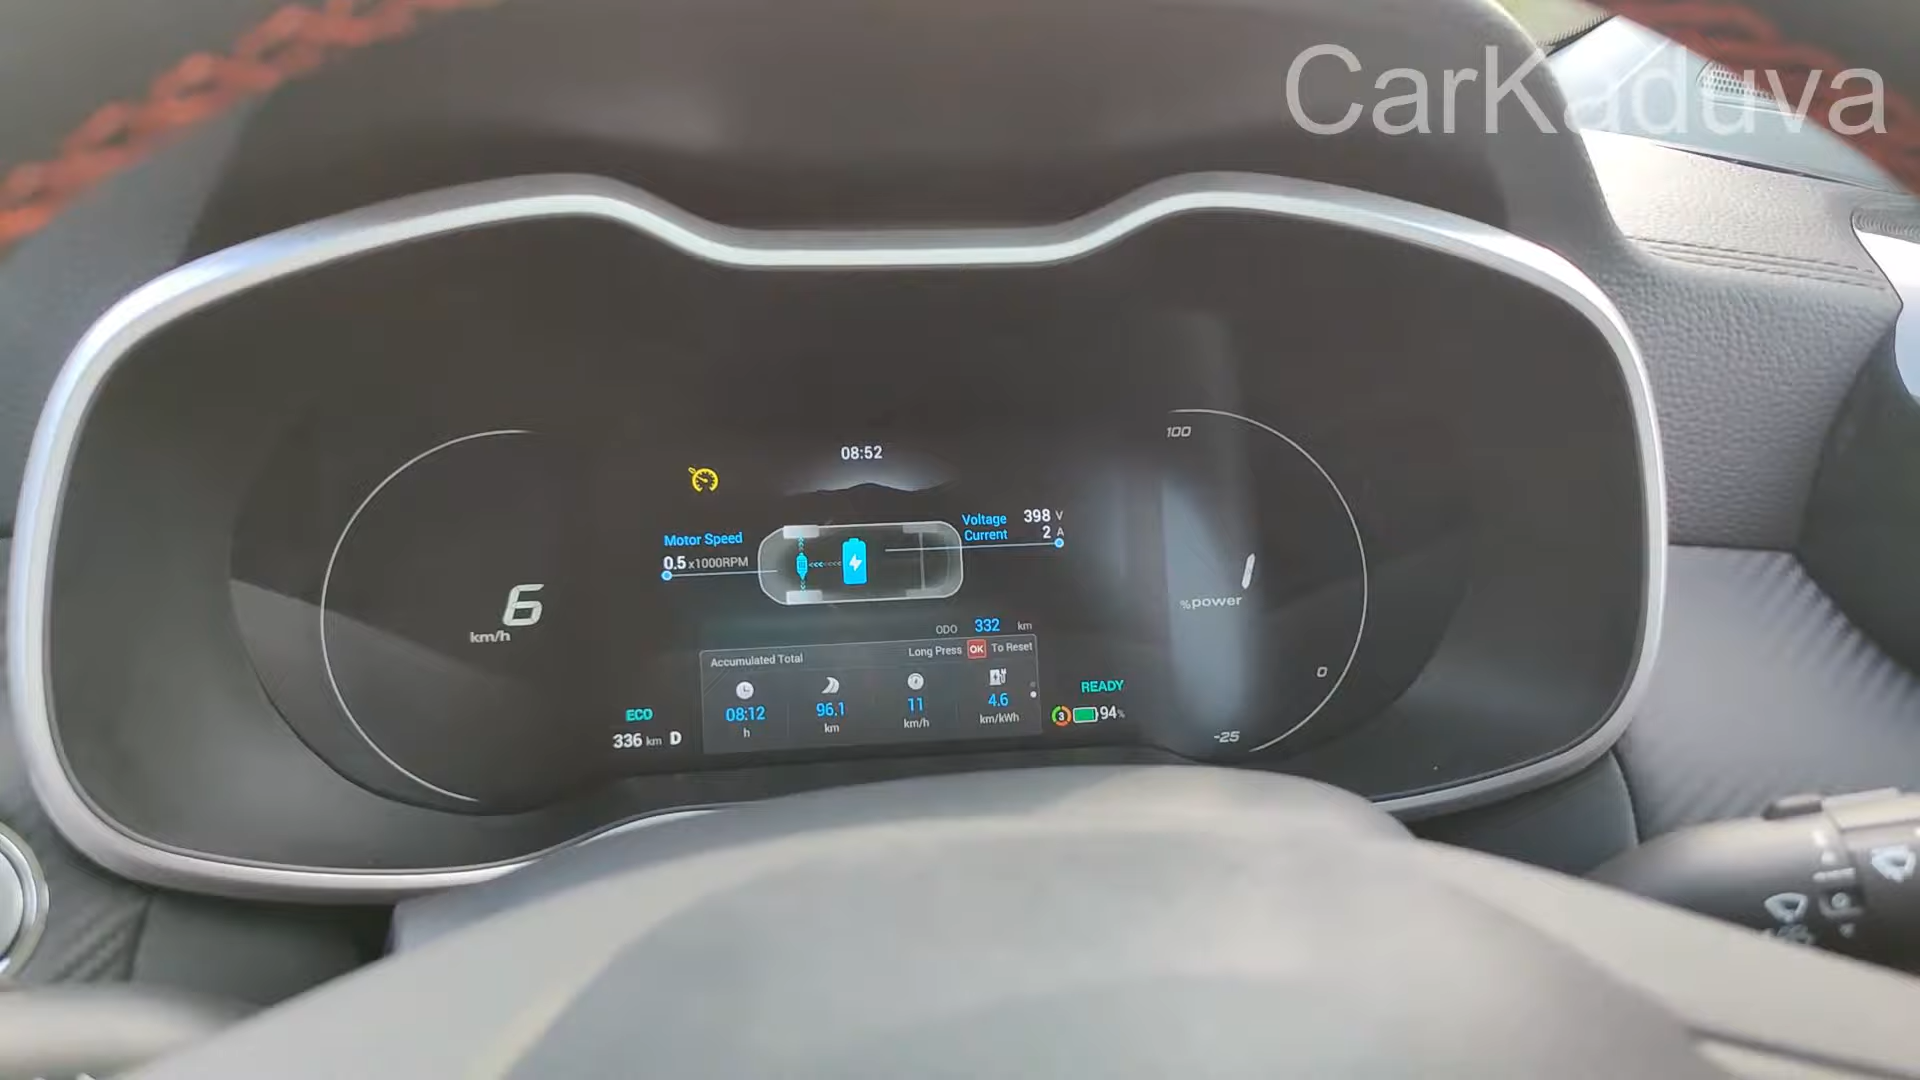 CarKaduva
100
08:52
Voltage 398 V
Current 2 A
Motor Speed
0.5 x1000RPM
6
km/h
1
%power
ODO 332 km
Accumulated Total Long Press OK To Reset
08:12 96.1 11 4.6
h km km/h km/kWh
0
READY
ECO
3 94%
336 km D
-25